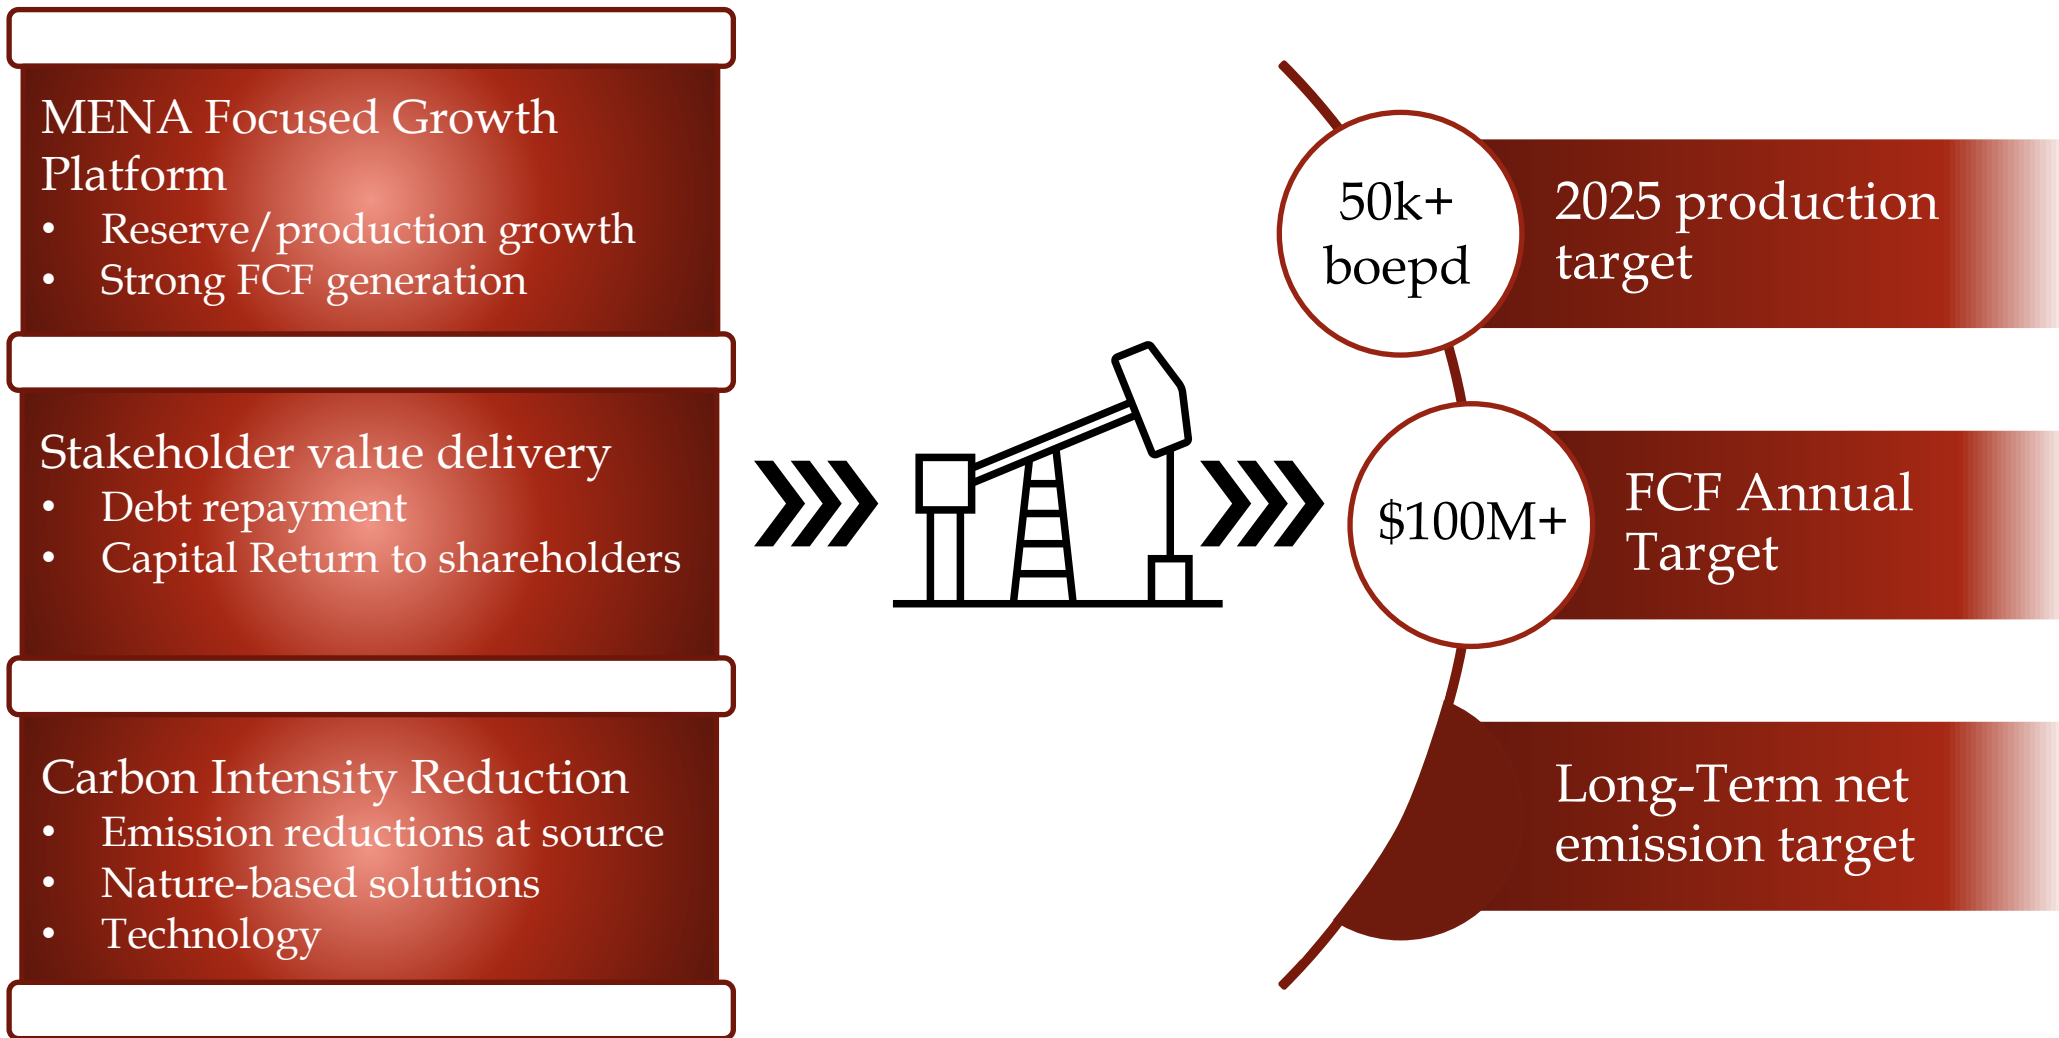 MENA Focused Growth
Platform
• Reserve/production growth
• Strong FCF generation
Stakeholder value delivery
• Debt repayment
• Capital Return to shareholders
Carbon Intensity Reduction
• Emission reductions at source
• Nature-based solutions
• Technology
50k+
boepd
2025 production
target
$100M+
FCF Annual
Target
Long-Term net
emission target